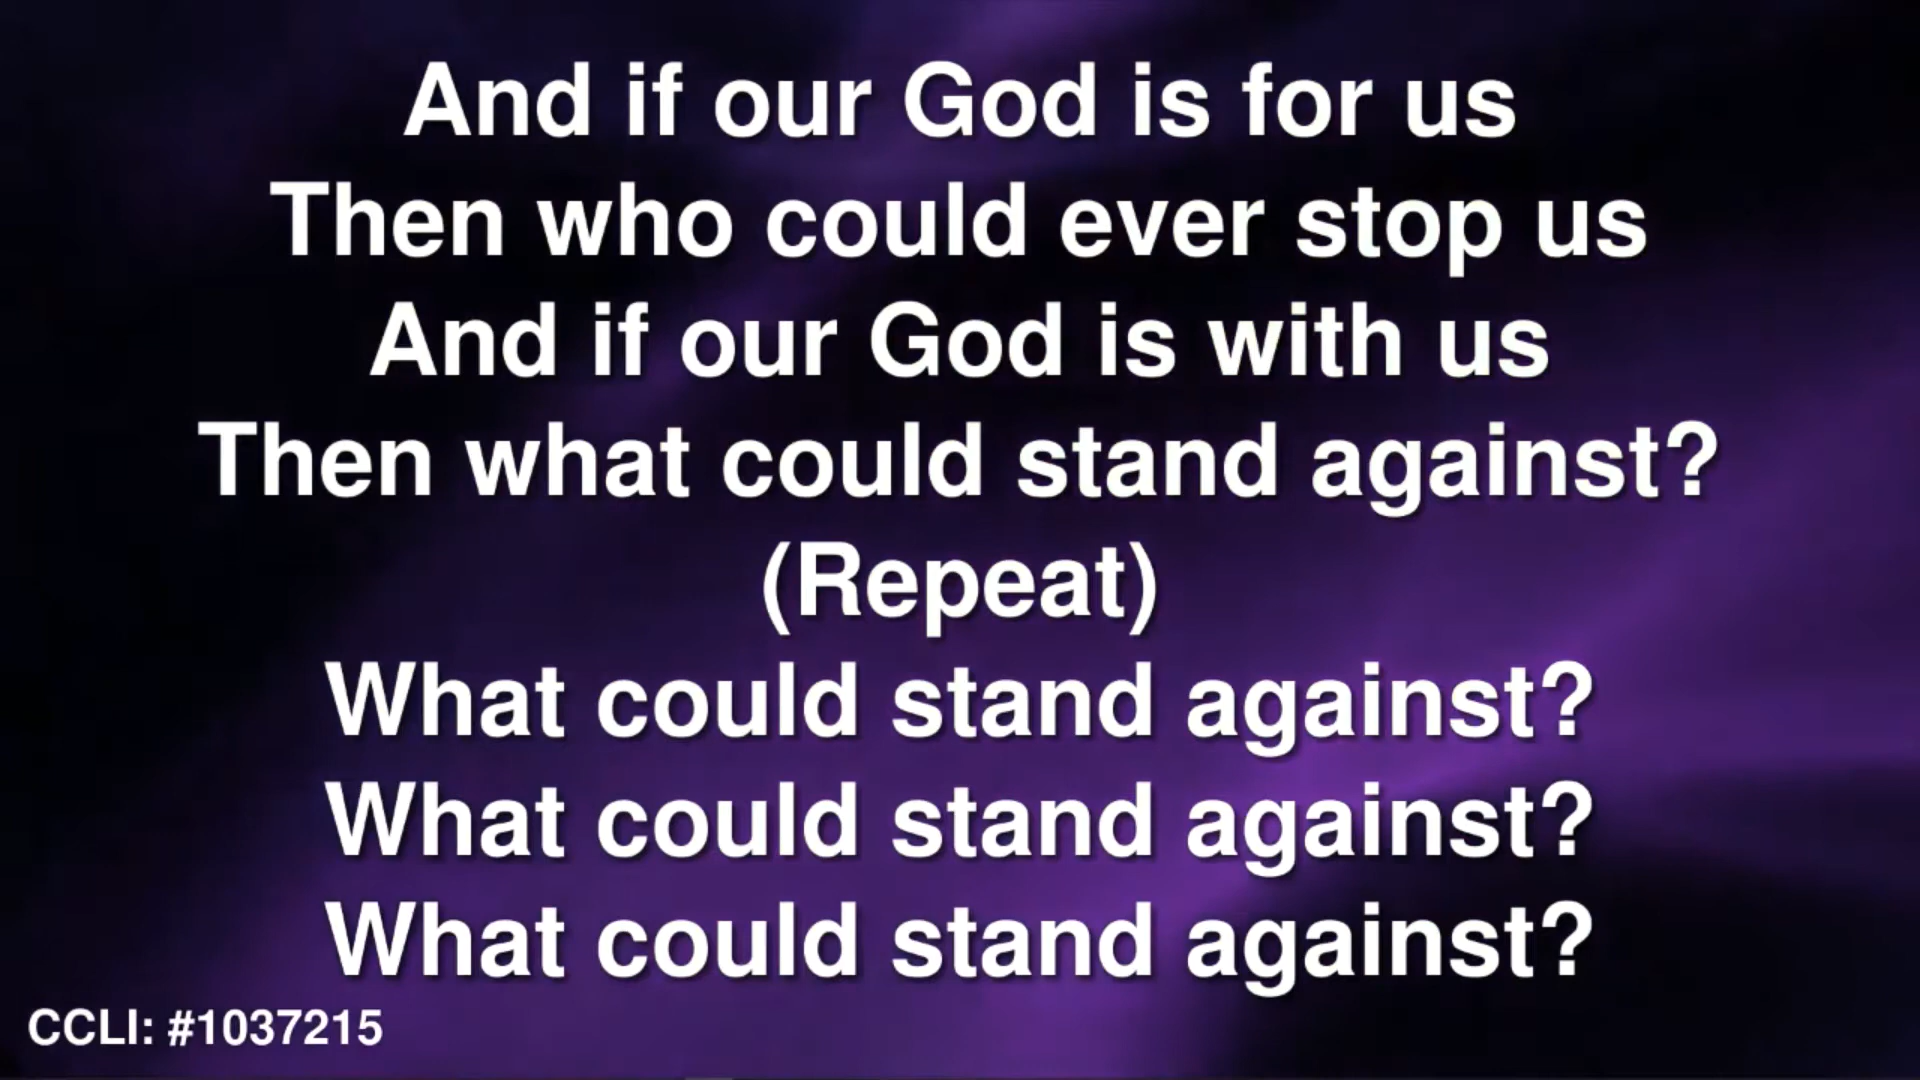 And if our God is for us
Then who could ever stop us
And if our God is with us
Then what could stand against?
(Repeat)
What could stand against?
What could stand against?
What could stand against?
CCLI: #1037215